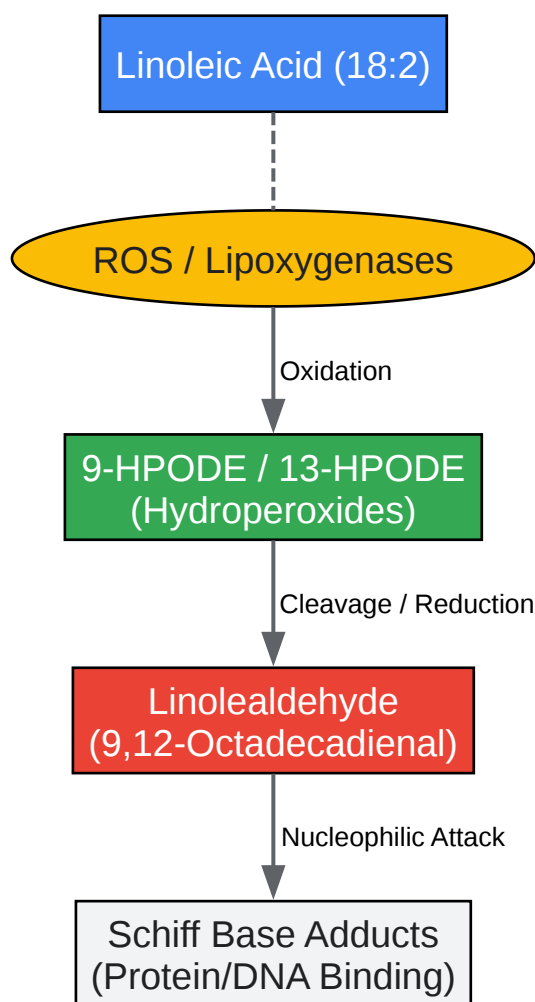 Linoleic Acid (18:2)
ROS / Lipoxygenases
Oxidation
9-HPODE / 13-HPODE
(Hydroperoxides)
Cleavage / Reduction
Linolealdehyde
(9,12-Octadecadienal)
Nucleophilic Attack
Schiff Base Adducts
(Protein/DNA Binding)